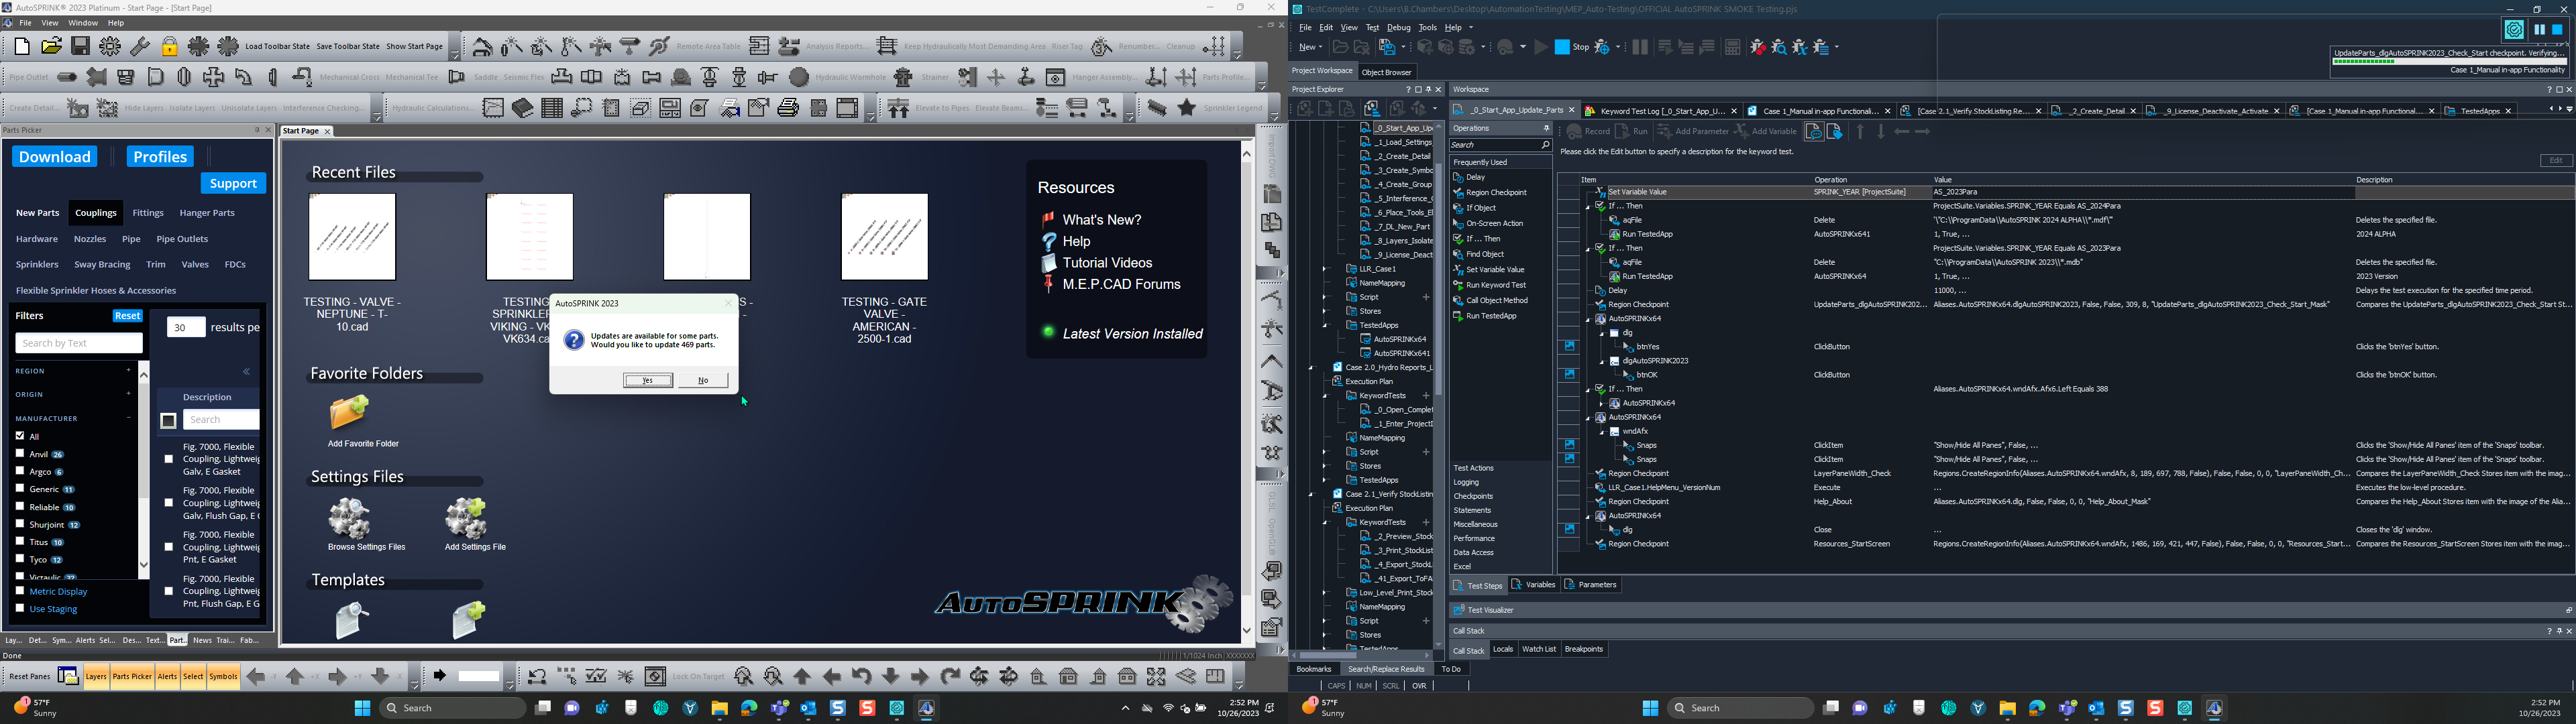 AutoSPRINK® 2023 Platinum - Start Page - [Start Page]
File View Window Help
Load Toolbar State Save Toolbar State Show Start Page
Remote Area Table Analysis Reports... Keep Hydraulically Most Demanding Area Riser Tag Renumber... Cleanup
Pipe Outlet Mechanical Cross Mechanical Tee Saddle Seismic Flies Hydraulic Wormhole Strainer Hanger Assembly... Parts Profile...
Create Detail... Hide Layers Isolate Layers Unisolate Layers Interference Checking... Hydraulic Calculations... Elevate to Pipes Elevate Beams... Sprinkler Legend
Parts Picker
Start Page
Download
Profiles
Support
New Parts Couplings Fittings Hanger Parts
Hardware Nozzles Pipe Pipe Outlets
Sprinklers Sway Bracing Trim Valves FDCs
Flexible Sprinkler Hoses & Accessories
Filters Reset
Search by Text
REGION
ORIGIN
MANUFACTURER
All
Anvil 26
Argco 6
Generic 11
Reliable 10
Shurjoint 12
Titus 10
Tyco 12
Victaulic
Metric Display
Use Staging
30 results pe
Description
Search
Fig. 7000, Flexible
Coupling, Lightweig
Galv, E Gasket
Fig. 7000, Flexible
Coupling, Lightweig
Galv, Flush Gap, E G
Fig. 7000, Flexible
Coupling, Lightweig
Pnt, E Gasket
Fig. 7000, Flexible
Coupling, Lightweig
Pnt, Flush Gap, E G
Lay... Det... Sym... Alerts Sel... Des... Text... Part... News Trai... Fab...
Done
Recent Files
TESTING - VALVE -
NEPTUNE - T-
10.cad
TESTING
SPRINKLER
VIKING - VK
VK634.ca
TESTING - GATE
VALVE -
AMERICAN -
2500-1.cad
AutoSPRINK 2023
Updates are available for some parts.
Would you like to update 469 parts.
Yes
No
Favorite Folders
Add Favorite Folder
Settings Files
Browse Settings Files
Add Settings File
Templates
Resources
What's New?
Help
Tutorial Videos
M.E.P.CAD Forums
Latest Version Installed
AutoSPRINK
Import DWG
GLSL - OpenGLB
1/1024 Inch XXXXXXX
Reset Panes Layers Parts Picker Alerts Select Symbols
-Y +X +Y -X
Lock On Target
57°F
Sunny
Search
2:52 PM
10/26/2023
TestComplete - C:\Users\B.Chambers\Desktop\AutomationTesting\MEP_Auto-Testing\OFFICIAL AutoSPRINK SMOKE Testing.pjs
File Edit View Test Debug Tools Help
New
Stop
UpdateParts_dlgAutoSPRINK2023_Check_Start checkpoint. Verifying...
Case 1_Manual in-app Functionality
Project Workspace Object Browser
Project Explorer
Workspace
_0_Start_App_Update_Parts
Keyword Test Log [_0_Start_App_U...
Case 1_Manual in-app Functionali...
[Case 2.1_Verify StockListing Re...
_2_Create_Detail
_9_License_Deactivate_Activate
[Case 1_Manual in-app Functional...
TestedApps
_0_Start_App_Up
_1_Load_Settings
_2_Create_Detail
_3_Create_Symbo
_4_Create_Group
_5_Interference_C
_6_Place_Tools_El
_7_DL_New_Part
_8_Layers_Isolate
_9_License_Deact
LLR_Case1
NameMapping
Script
Stores
TestedApps
AutoSPRINKx64
AutoSPRINKx641
Case 2.0_Hydro Reports_L
Execution Plan
KeywordTests
_0_Open_Complet
_1_Enter_ProjectI
NameMapping
Script
Stores
TestedApps
Case 2.1_Verify StockListin
Execution Plan
KeywordTests
_2_Preview_Stock
_3_Print_StockList
_4_Export_StockL
_41_Export_ToFA
Low_Level_Print_Stock
NameMapping
Script
Stores
TestedApps
Bookmarks Search/Replace Results To Do
CAPS NUM SCRL OVR
Operations
Search
Frequently Used
Delay
Region Checkpoint
If Object
On-Screen Action
If ... Then
Find Object
Set Variable Value
Run Keyword Test
Call Object Method
Run TestedApp
Test Actions
Logging
Checkpoints
Statements
Miscellaneous
Performance
Data Access
Excel
Record Run Add Parameter Add Variable
Please click the Edit button to specify a description for the keyword test.
Edit
Item Operation Value Description
Set Variable Value SPRINK_YEAR [ProjectSuite] AS_2023Para
If ... Then ProjectSuite.Variables.SPRINK_YEAR Equals AS_2024Para
aqFile Delete "\"C:\\ProgramData\\AutoSPRINK 2024 ALPHA\\*.mdf\"" Deletes the specified file.
Run TestedApp AutoSPRINKx641 1, True, ... 2024 ALPHA
If ... Then ProjectSuite.Variables.SPRINK_YEAR Equals AS_2023Para
aqFile Delete "C:\\ProgramData\\AutoSPRINK 2023\\*.mdb" Deletes the specified file.
Run TestedApp AutoSPRINKx64 1, True, ... 2023 Version
Delay 11000, ... Delays the test execution for the specified time period.
Region Checkpoint UpdateParts_dlgAutoSPRINK202... Aliases.AutoSPRINKx64.dlgAutoSPRINK2023, False, False, 309, 8, "UpdateParts_dlgAutoSPRINK2023_Check_Start_Mask" Compares the UpdateParts_dlgAutoSPRINK2023_Check_Start St...
AutoSPRINKx64
dlg
btnYes ClickButton Clicks the 'btnYes' button.
dlgAutoSPRINK2023
btnOK ClickButton Clicks the 'btnOK' button.
If ... Then Aliases.AutoSPRINKx64.wndAfx.Afx6.Left Equals 388
AutoSPRINKx64
AutoSPRINKx64
wndAfx
Snaps ClickItem "Show/Hide All Panes", False, ... Clicks the 'Show/Hide All Panes' item of the 'Snaps' toolbar.
Snaps ClickItem "Show/Hide All Panes", False, ... Clicks the 'Show/Hide All Panes' item of the 'Snaps' toolbar.
Region Checkpoint LayerPaneWidth_Check Regions.CreateRegionInfo(Aliases.AutoSPRINKx64.wndAfx, 8, 189, 697, 788, False), False, False, 0, 0, "LayerPaneWidth_Ch... Compares the LayerPaneWidth_Check Stores item with the imag...
LLR_Case1.HelpMenu_VersionNum Execute ... Executes the low-level procedure.
Region Checkpoint Help_About Aliases.AutoSPRINKx64.dlg, False, False, 0, 0, "Help_About_Mask" Compares the Help_About Stores item with the image of the Alia...
AutoSPRINKx64
dlg Close ... Closes the 'dlg' window.
Region Checkpoint Resources_StartScreen Regions.CreateRegionInfo(Aliases.AutoSPRINKx64.wndAfx, 1486, 169, 421, 447, False), False, False, 0, 0, "Resources_Start... Compares the Resources_StartScreen Stores item with the imag...
Test Steps Variables Parameters
Test Visualizer
Call Stack
Call Stack Locals Watch List Breakpoints
57°F
Sunny
Search
2:52 PM
10/26/2023